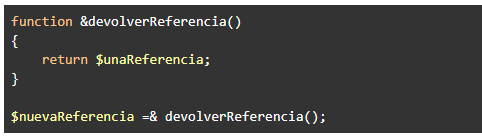 function &devolverReferencia()
{
    return $unaReferencia;
}

$nuevaReferencia =& devolverReferencia();